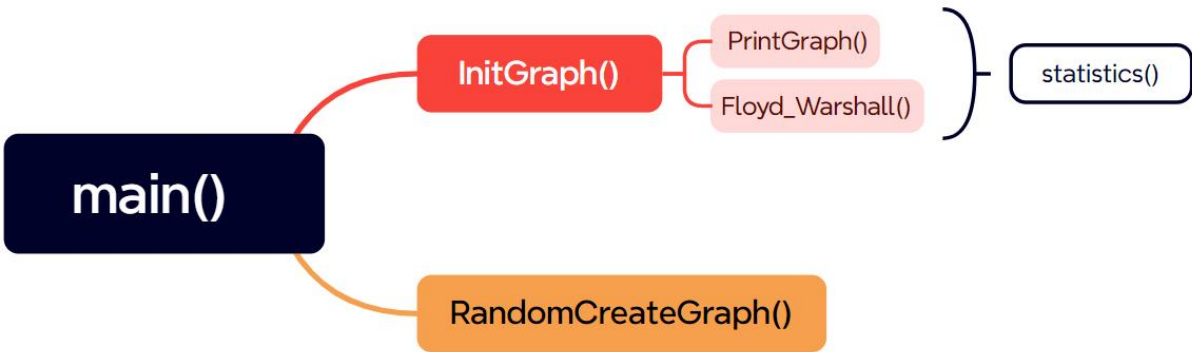 main()
InitGraph()
PrintGraph()
Floyd_Warshall()
statistics()
RandomCreateGraph()